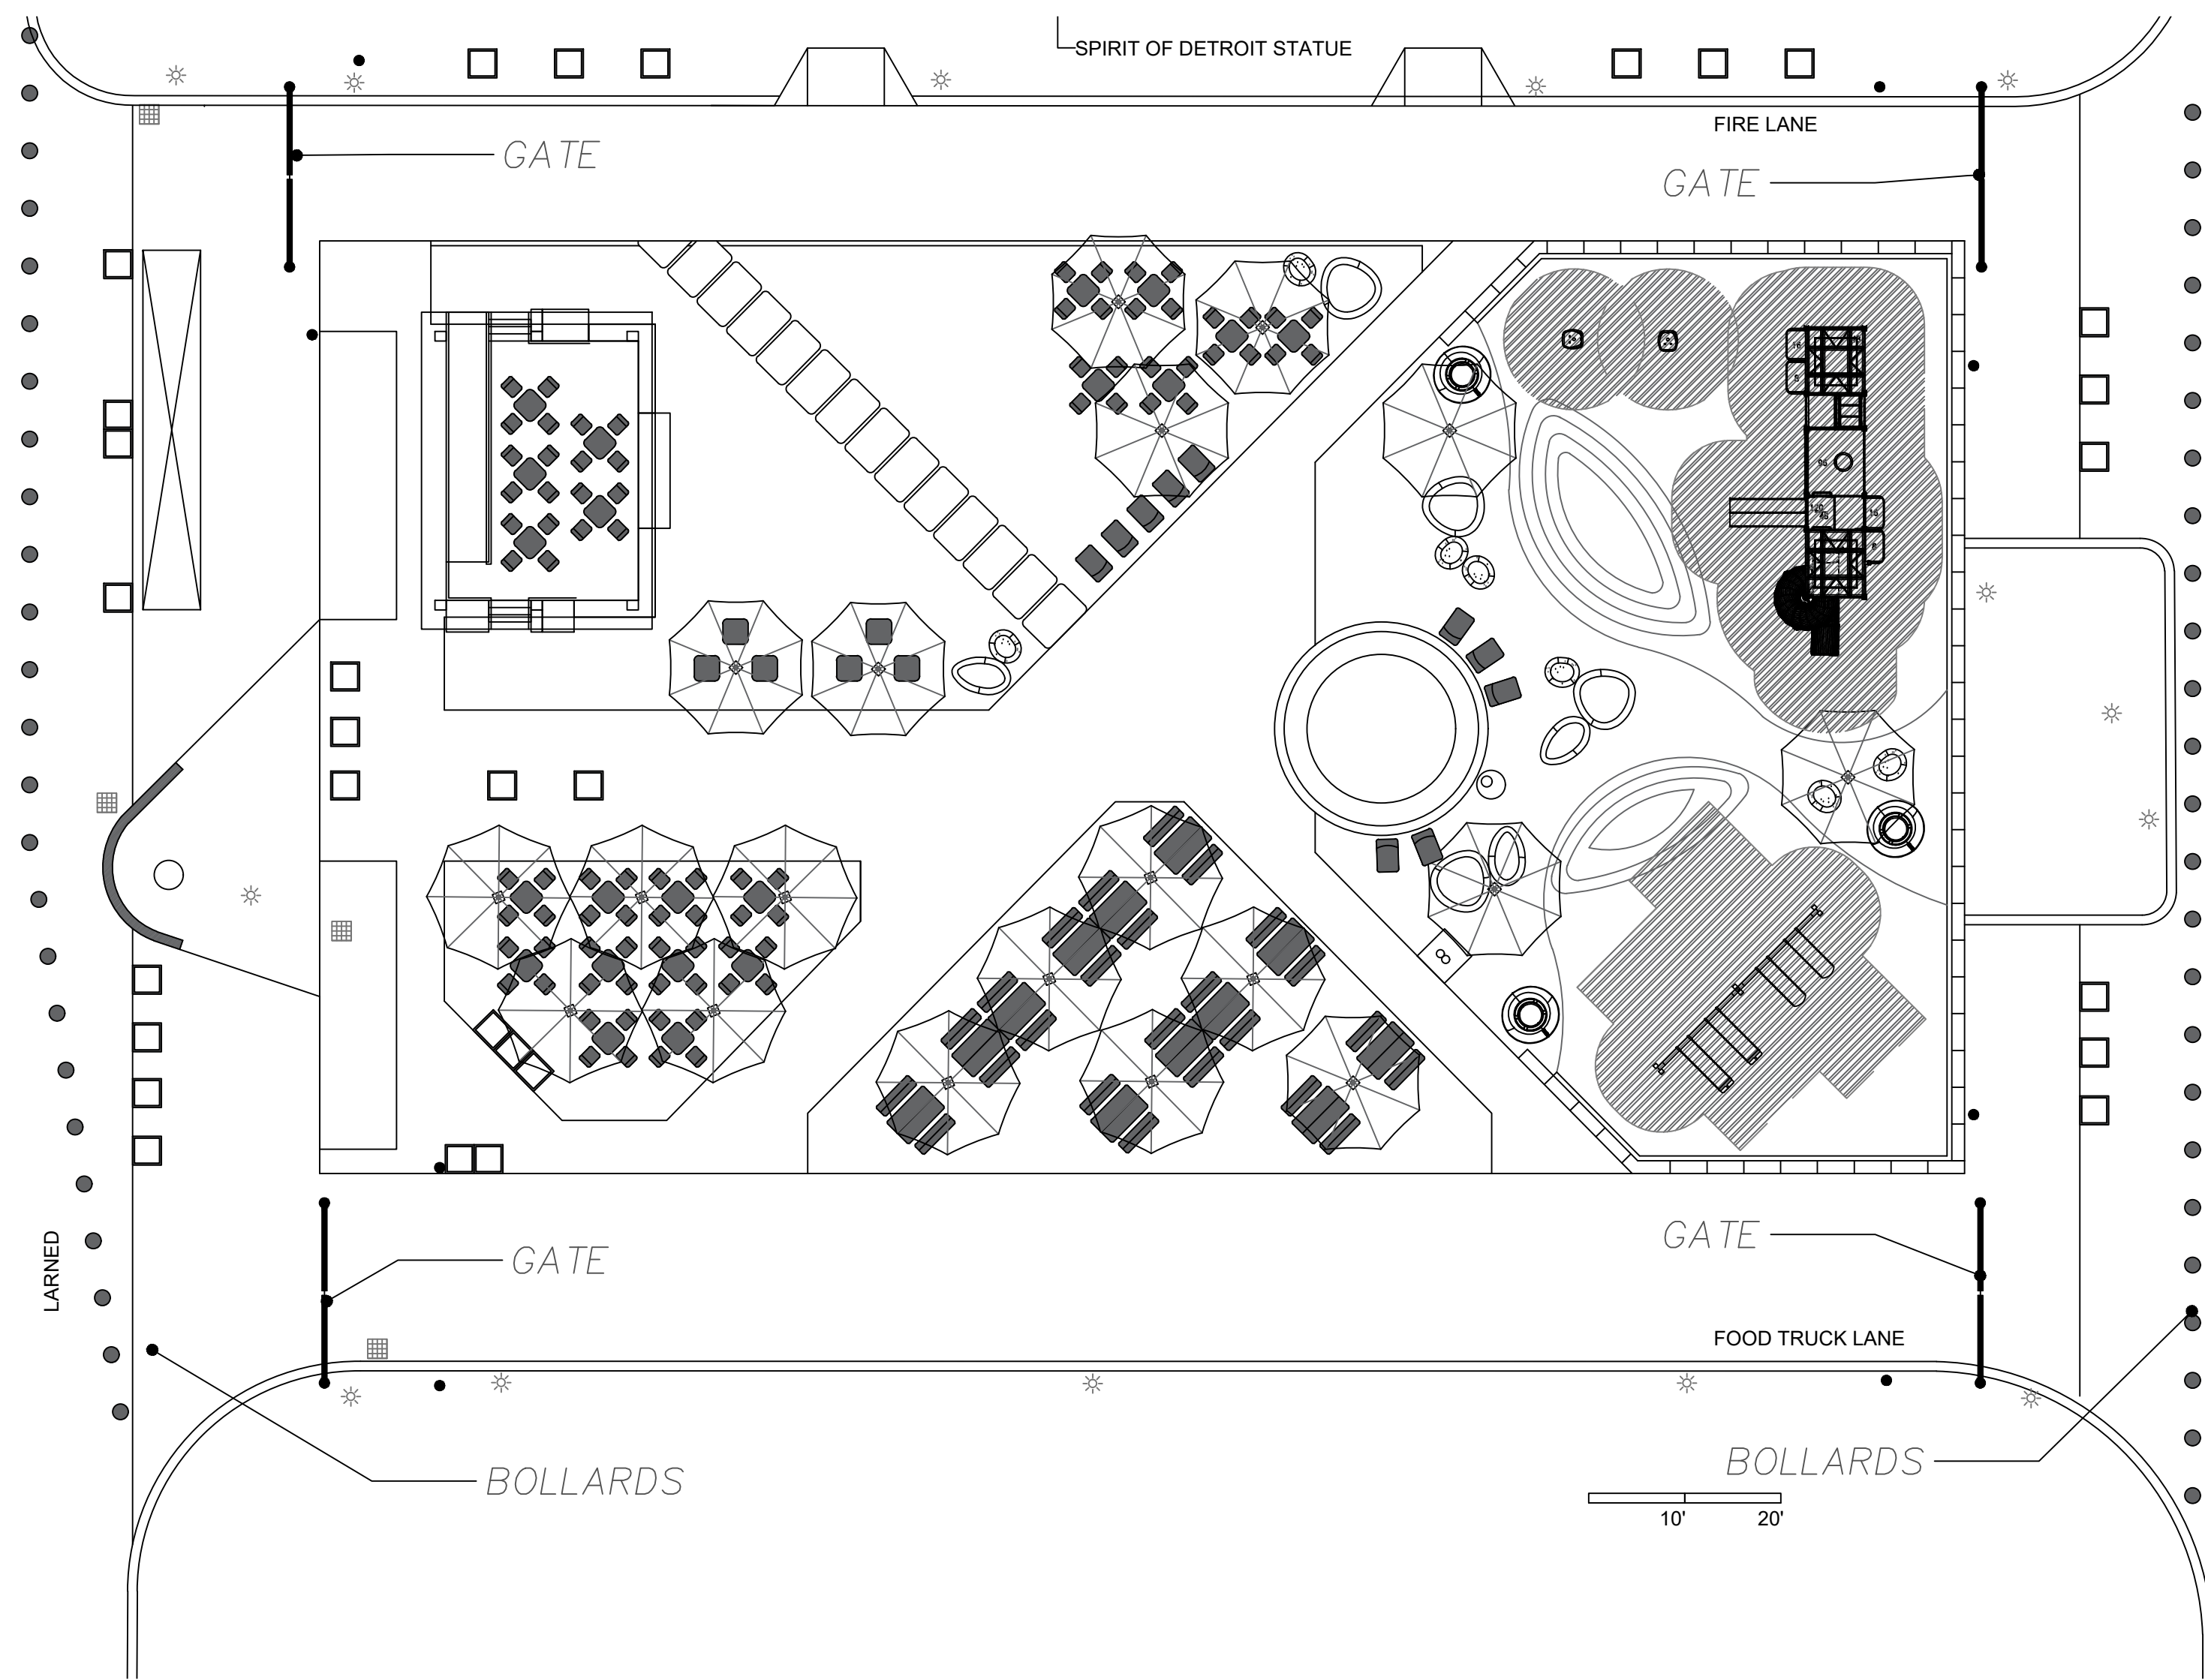 SPIRIT OF DETROIT STATUE
FIRE LANE
GATE
GATE
LARNED
GATE
GATE
FOOD TRUCK LANE
BOLLARDS
BOLLARDS
10' 20'